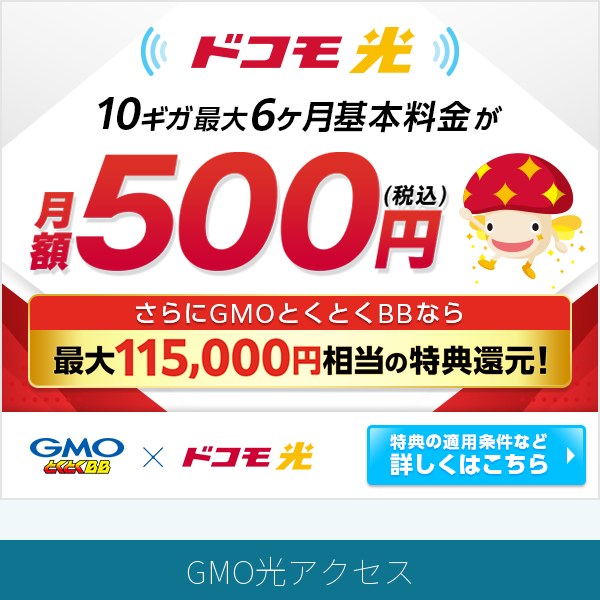 ドコモ光
10ギガ最大6ヶ月基本料金が
月額500円(税込)
さらにGMOとくとくBBなら
最大115,000円相当の特典還元!
GMOとくとくBB × ドコモ光
特典の適用条件など
詳しくはこちら
GMO光アクセス